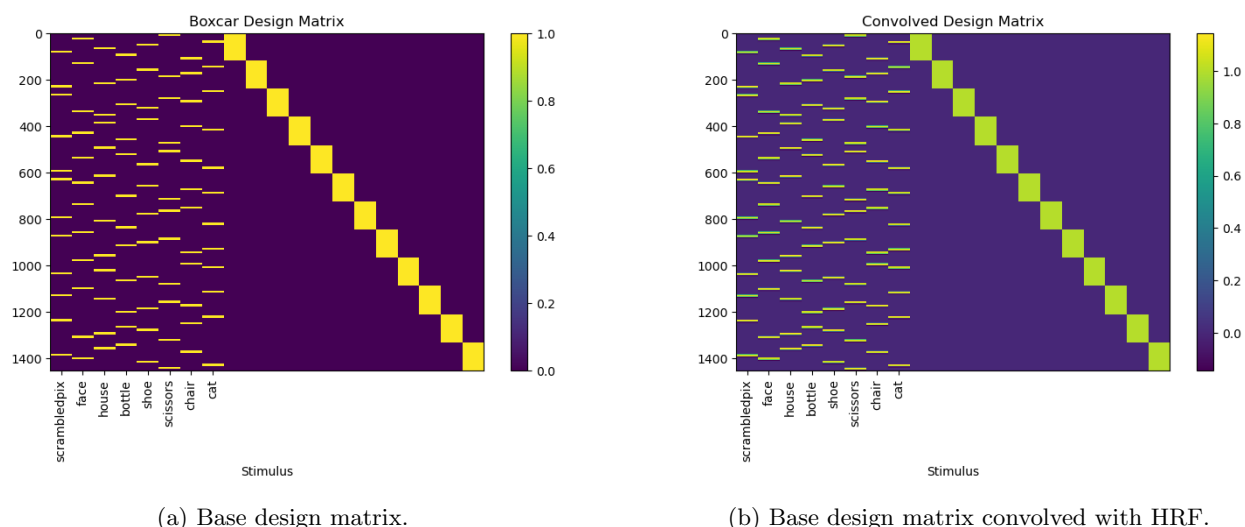 Boxcar Design Matrix
0
200
400
600
800
1000
1200
1400
scrambledpix
face
house
bottle
shoe
scissors
chair
cat
Stimulus
1.0
0.8
0.6
0.4
0.2
0.0
(a) Base design matrix.
Convolved Design Matrix
0
200
400
600
800
1000
1200
1400
scrambledpix
face
house
bottle
shoe
scissors
chair
cat
Stimulus
1.0
0.8
0.6
0.4
0.2
0.0
(b) Base design matrix convolved with HRF.